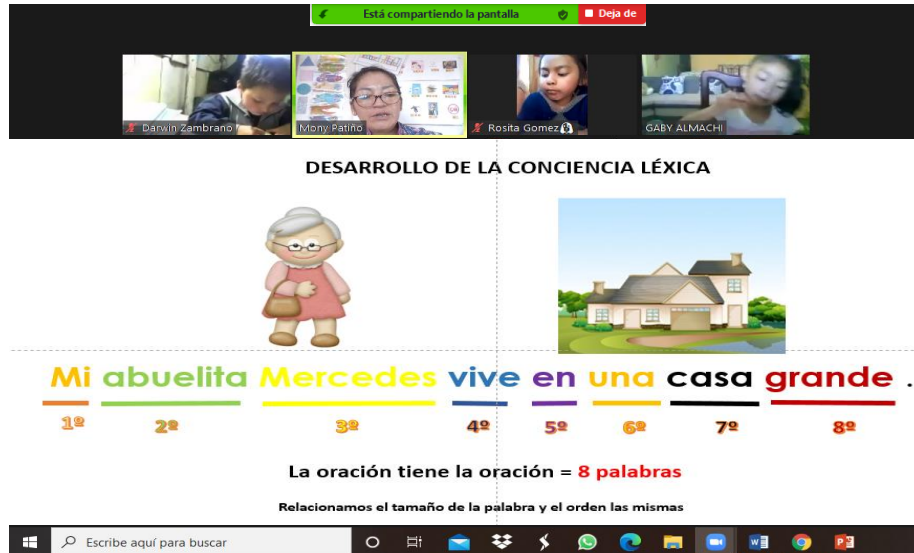 Está compartiendo la pantalla Deja de
Darwin Zambrano Mony Patiño Rosita Gomez GABY ALMACHI
DESARROLLO DE LA CONCIENCIA LÉXICA
Mi abuelita Mercedes vive en una casa grande .
1º 2º 3º 4º 5º 6º 7º 8º
La oración tiene la oración = 8 palabras
Relacionamos el tamaño de la palabra y el orden las mismas
Escribe aquí para buscar